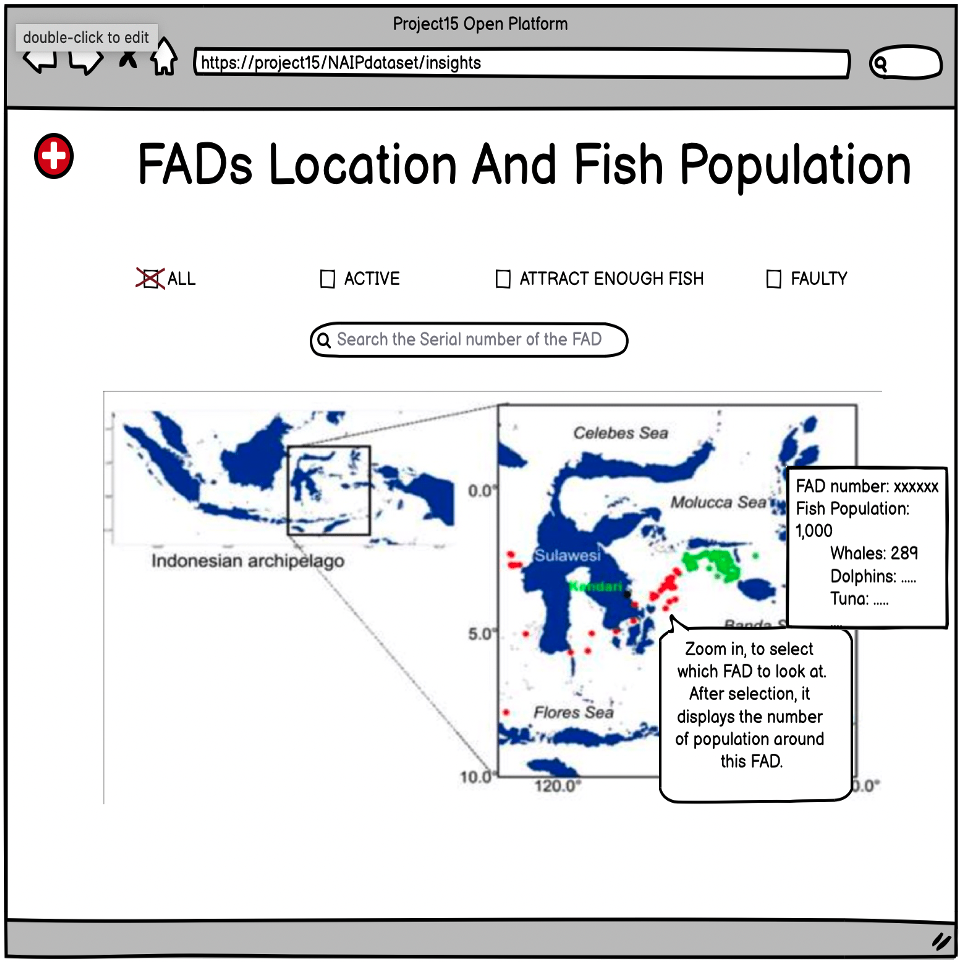 Project15 Open Platform
double-click to edit
https://project15/NAIPdataset/insights
FADs Location And Fish Population
ALL
ACTIVE
ATTRACT ENOUGH FISH
FAULTY
Search the Serial number of the FAD
Celebes Sea
0.0°
Molucca Sea
Indonesian archipelago
Sulawesi
Kendari
FAD number: xxxxxx
Fish Population:
1,000
Whales: 289
Dolphins: .....
Tuna: .....
...
5.0°
Banda S
Zoom in, to select
which FAD to look at.
After selection, it
displays the number
of population around
this FAD.
Flores Sea
10.0°
120.0°
0.0°